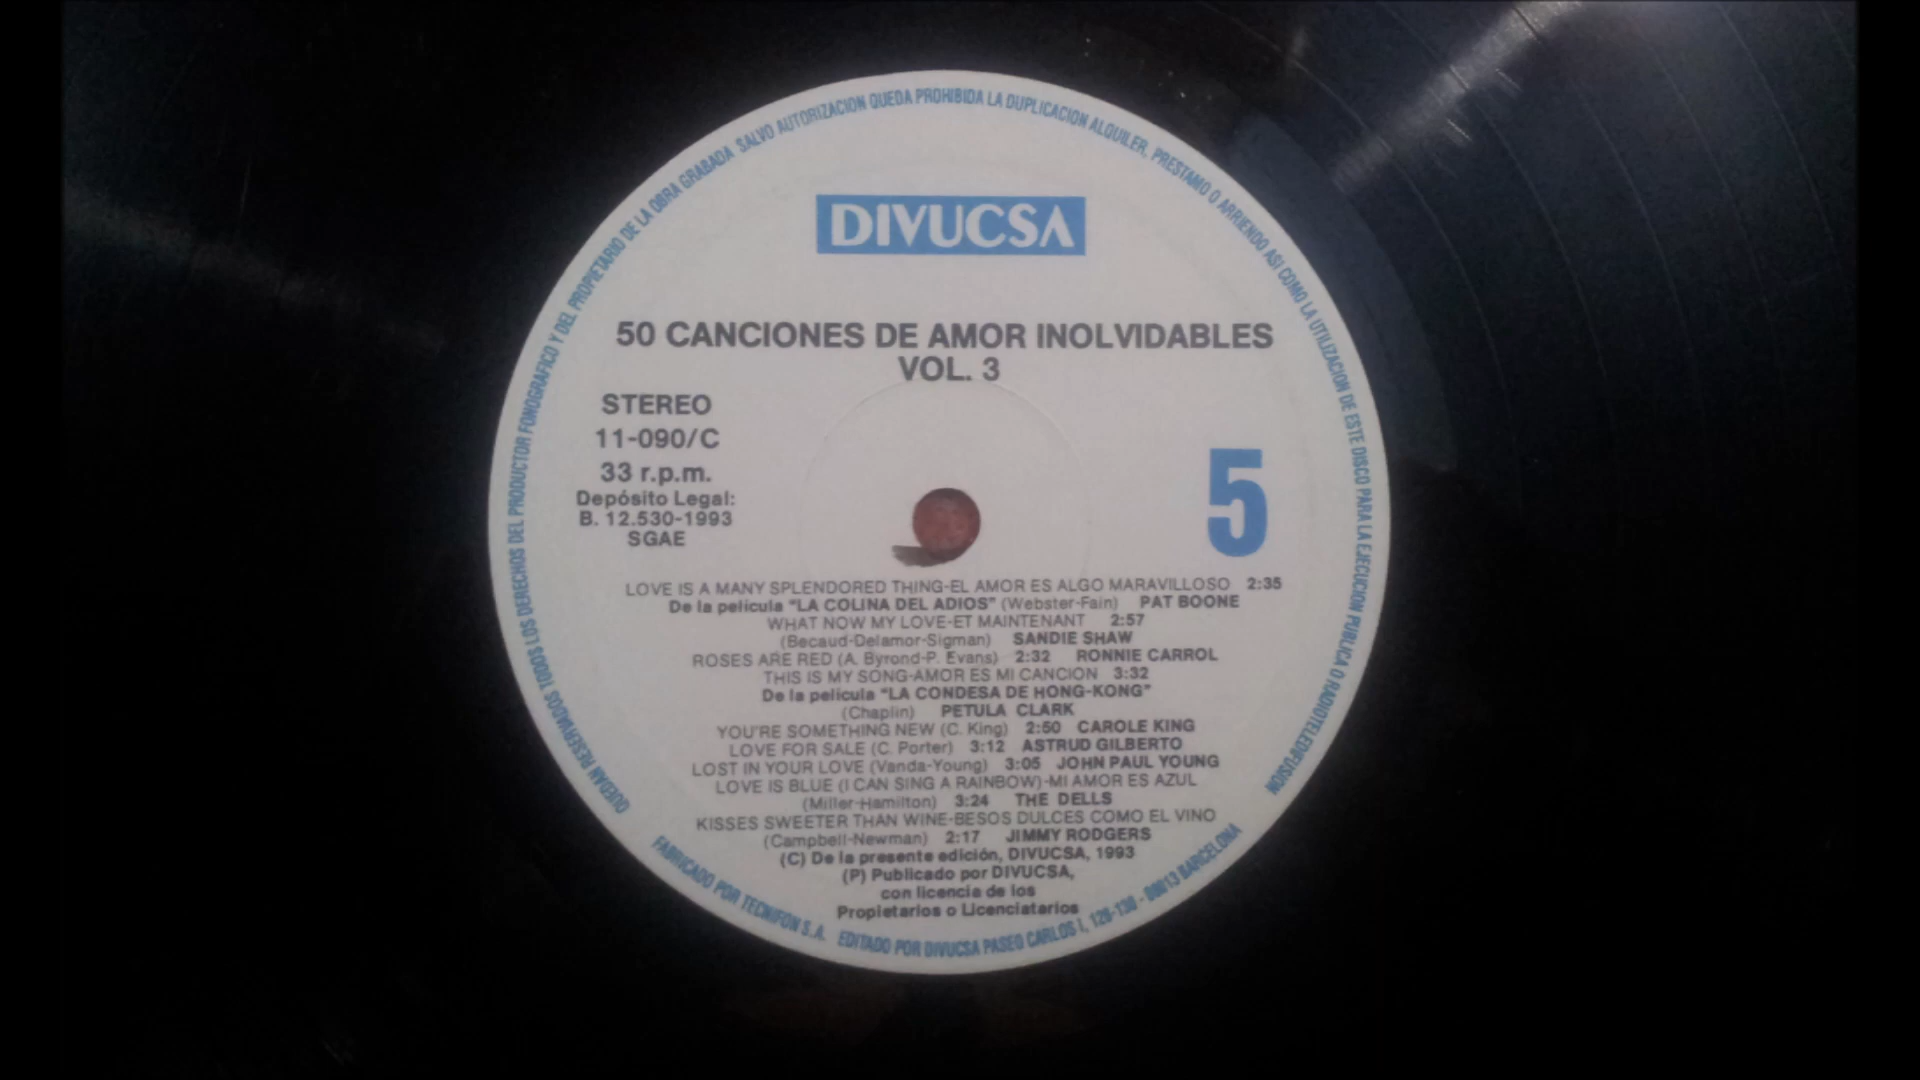 QUEDAN RESERVADOS TODOS LOS DERECHOS DEL PRODUCTOR FONOGRAFICO Y DEL PROPIETARIO DE LA OBRA GRABADA SALVO AUTORIZACION QUEDA PROHIBIDA LA DUPLICACION ALQUILER, PRESTAMO O ARRIENDO ASI COMO LA UTILIZACION DE ESTE DISCO PARA LA EJECUCION PUBLICA O RADIOTELEDIFUSION
DIVUCSA
50 CANCIONES DE AMOR INOLVIDABLES
VOL. 3
STEREO
11-090/C
33 r.p.m.
Depósito Legal:
B. 12.530-1993
SGAE
5
LOVE IS A MANY SPLENDORED THING-EL AMOR ES ALGO MARAVILLOSO 2:35
De la película "LA COLINA DEL ADIOS" (Webster-Fain) PAT BOONE
WHAT NOW MY LOVE-ET MAINTENANT 2:57
(Becaud-Delamor-Sigman) SANDIE SHAW
ROSES ARE RED (A. Byrond-P. Evans) 2:32 RONNIE CARROL
THIS IS MY SONG-AMOR ES MI CANCION 3:32
De la película "LA CONDESA DE HONG-KONG"
(Chaplin) PETULA CLARK
YOU'RE SOMETHING NEW (C. King) 2:50 CAROLE KING
LOVE FOR SALE (C. Porter) 3:12 ASTRUD GILBERTO
LOST IN YOUR LOVE (Vanda-Young) 3:05 JOHN PAUL YOUNG
LOVE IS BLUE (I CAN SING A RAINBOW)-MI AMOR ES AZUL
(Miller-Hamilton) 3:24 THE DELLS
KISSES SWEETER THAN WINE-BESOS DULCES COMO EL VINO
(Campbell-Newman) 2:17 JIMMY RODGERS
(C) De la presente edición, DIVUCSA, 1993
(P) Publicado por DIVUCSA,
con licencia de los
Propietarios o Licenciatarios
FABRICADO POR TECNIFON S.A. EDITADO POR DIVUCSA PASEO CARLOS I, 128-130 - 08013 BARCELONA